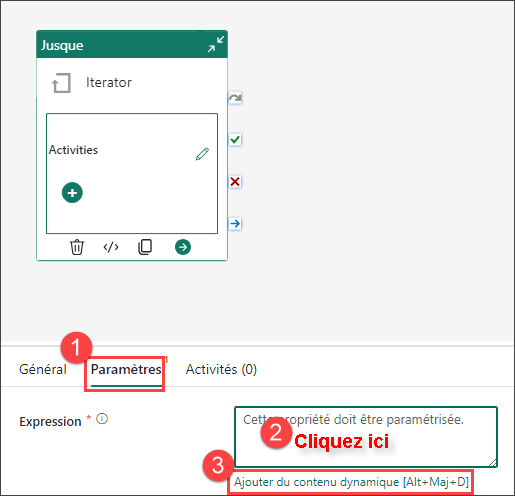 Jusque
Iterator
Activities
1
Général
Paramètres
Activités (0)
Expression *
Cette propriété doit être paramétrisée.
2
Cliquez ici
3
Ajouter du contenu dynamique [Alt+Maj+D]